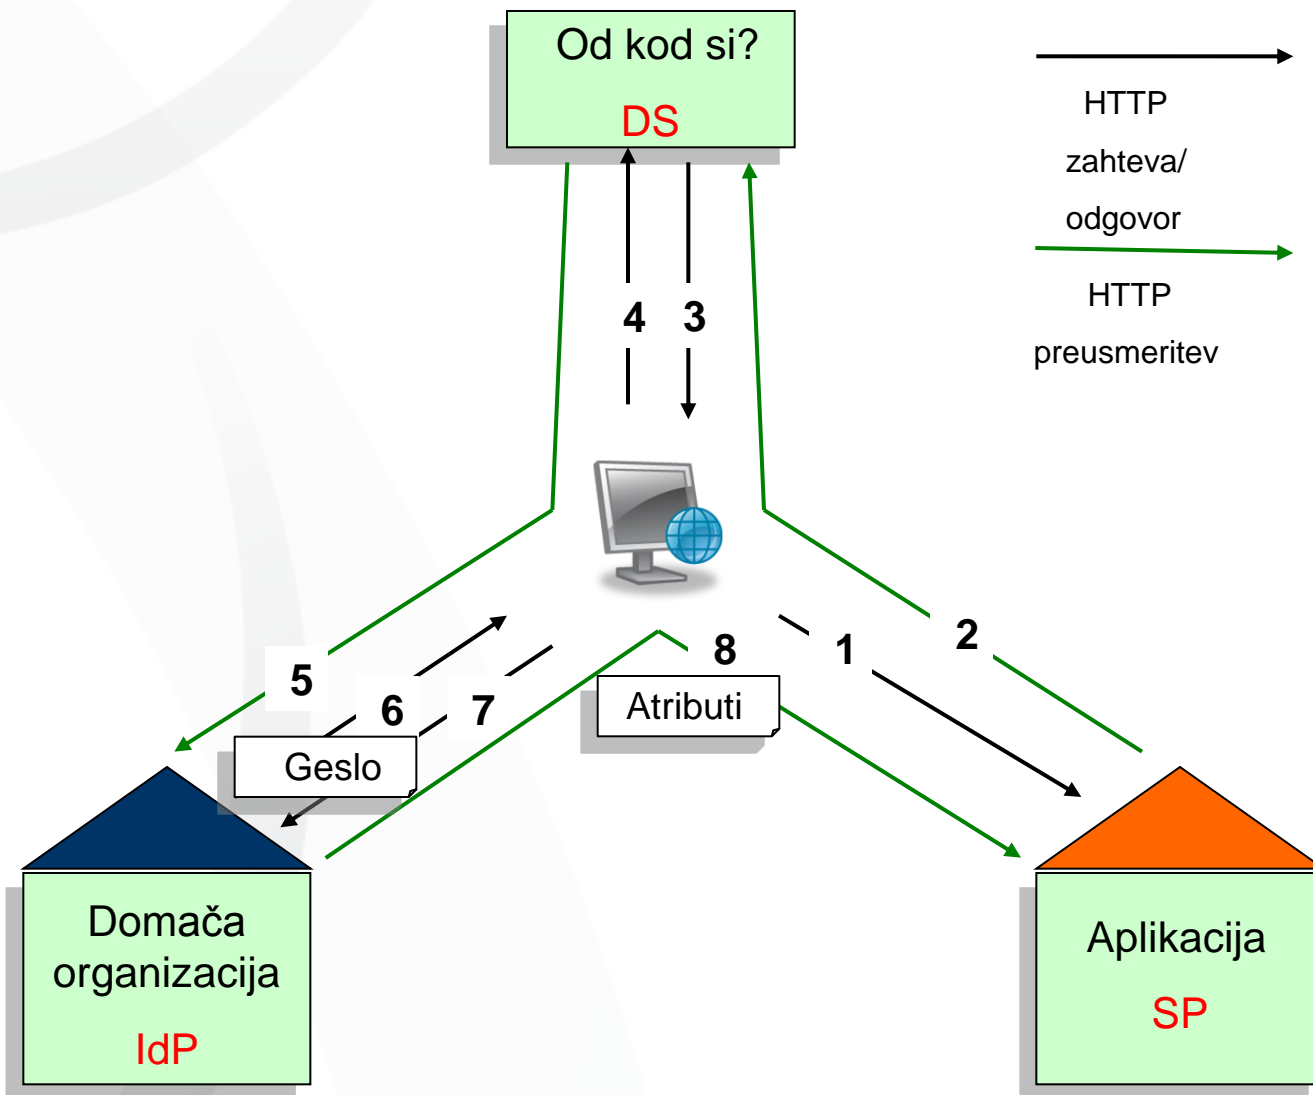 Od kod si?
DS
HTTP
zahteva/
odgovor
HTTP
preusmeritev
4 3
5
6 7
8
1
2
Geslo
Atributi
Domača
organizacija
IdP
Aplikacija
SP